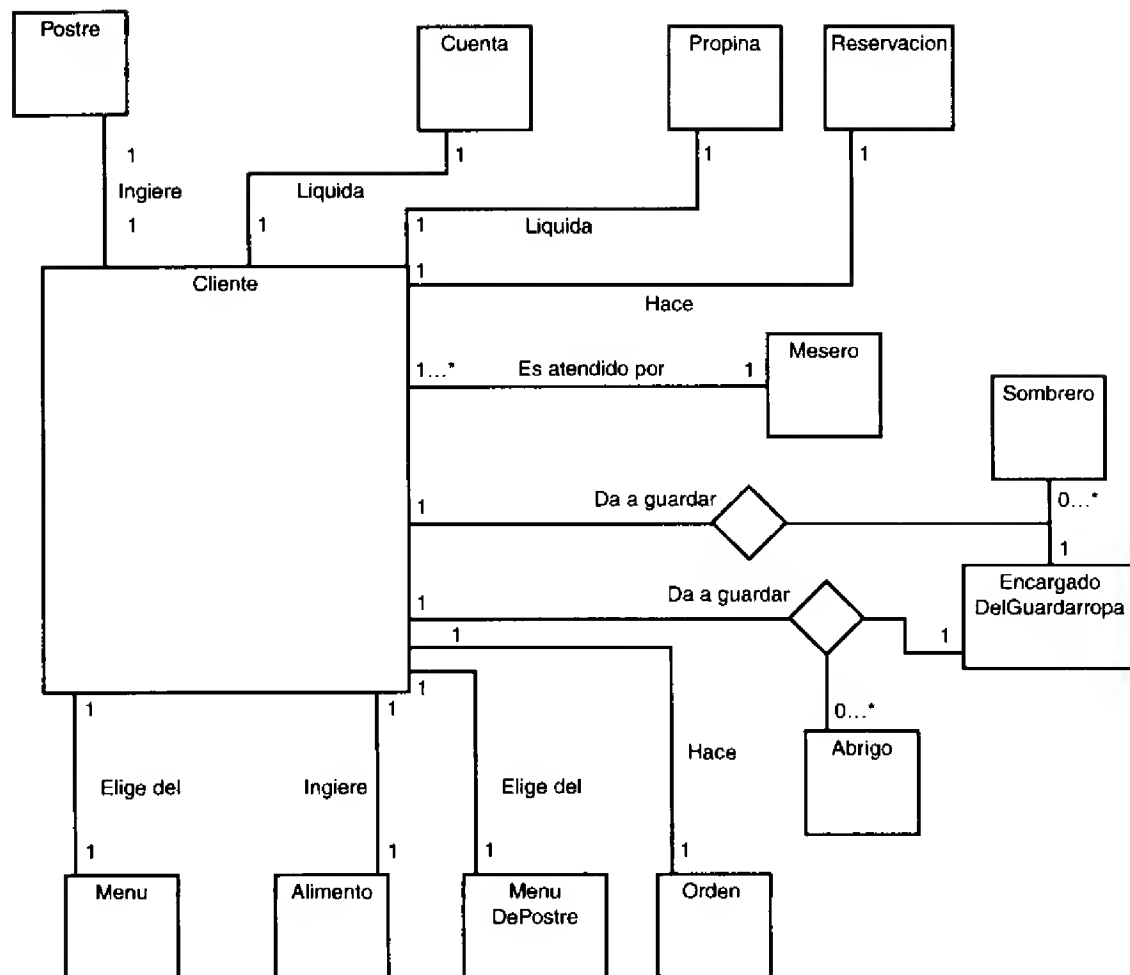 Postre
Cuenta
Propina
Reservacion
1
1
1
1
Ingiere
Liquida
1
1
1
Liquida
1
Cliente
Hace
1...*
Es atendido por
1
Mesero
Sombrero
0...*
1
Da a guardar
1
Encargado
DelGuardarropa
1
Da a guardar
1
0...*
Abrigo
1
1
1
1
Elige del
Ingiere
Elige del
Hace
1
1
1
1
Menu
Alimento
Menu
DePostre
Orden